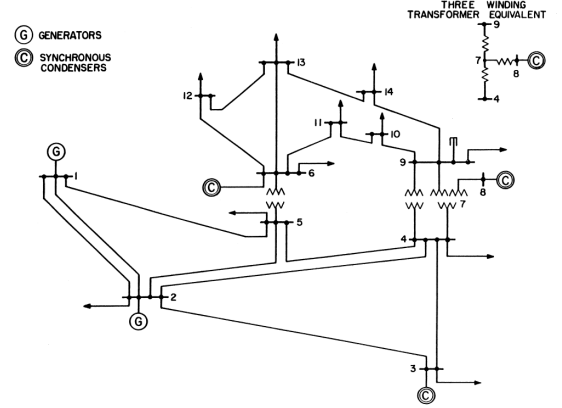 THREE WINDING
TRANSFORMER EQUIVALENT
9
7
8
C
4
G GENERATORS
C SYNCHRONOUS
CONDENSERS
13
14
12
11
10
9
G
1
6
C
7
8
C
5
4
2
G
3
C